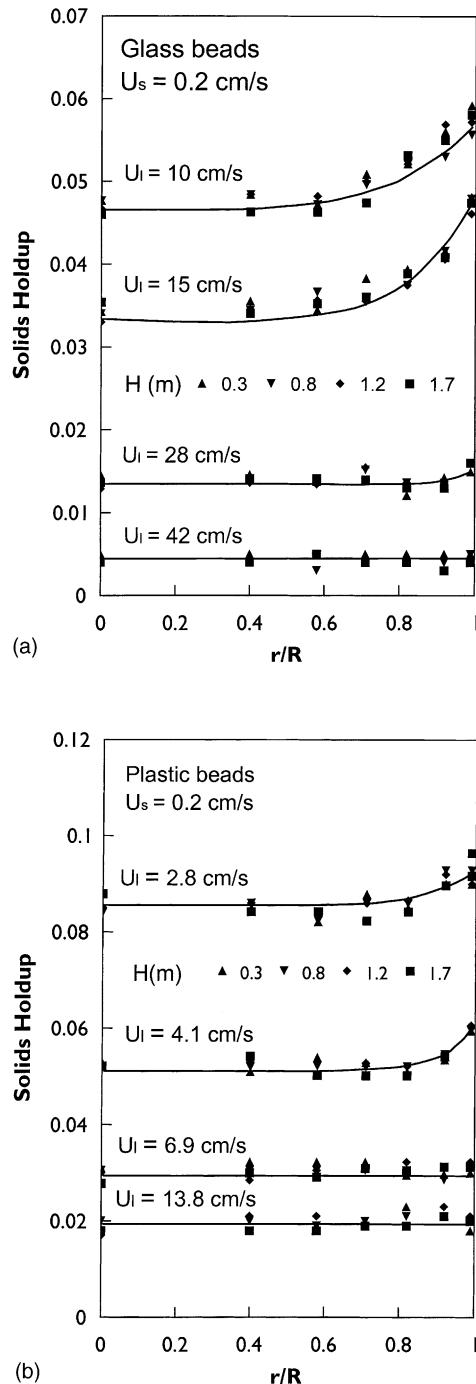 0.07
Glass beads
Us = 0.2 cm/s
0.06
Ul = 10 cm/s
0.05
0.04
Ul = 15 cm/s
0.03
H (m) ▲ 0.3 ▼ 0.8 ◆ 1.2 ■ 1.7
0.02
Ul = 28 cm/s
0.01
Ul = 42 cm/s
0
Solids Holdup
0 0.2 0.4 0.6 0.8 1
(a)
r/R
0.12
Plastic beads
Us = 0.2 cm/s
0.1
Ul = 2.8 cm/s
0.08
H(m) ▲ 0.3 ▼ 0.8 ◆ 1.2 ■ 1.7
0.06
Ul = 4.1 cm/s
0.04
Ul = 6.9 cm/s
0.02
Ul = 13.8 cm/s
0
Solids Holdup
0 0.2 0.4 0.6 0.8 1
(b)
r/R